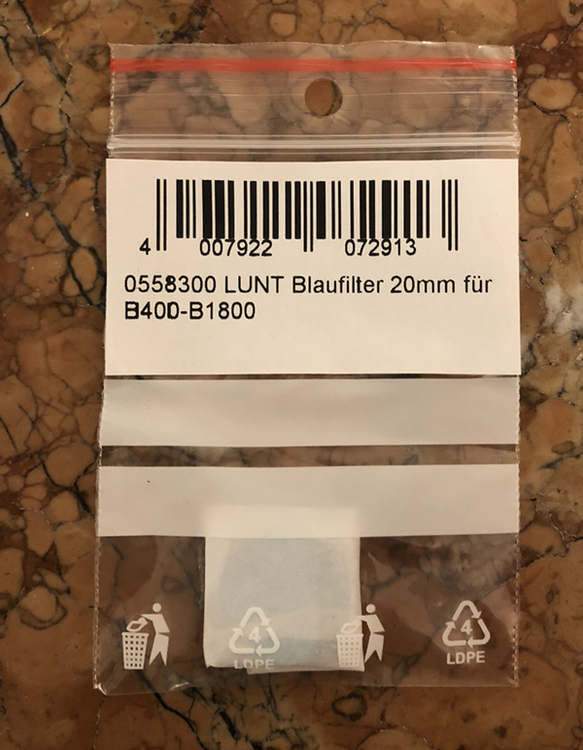 4 007922 072913
0558300 LUNT Blaufilter 20mm für
B400-B1800
4 4
LDPE LDPE